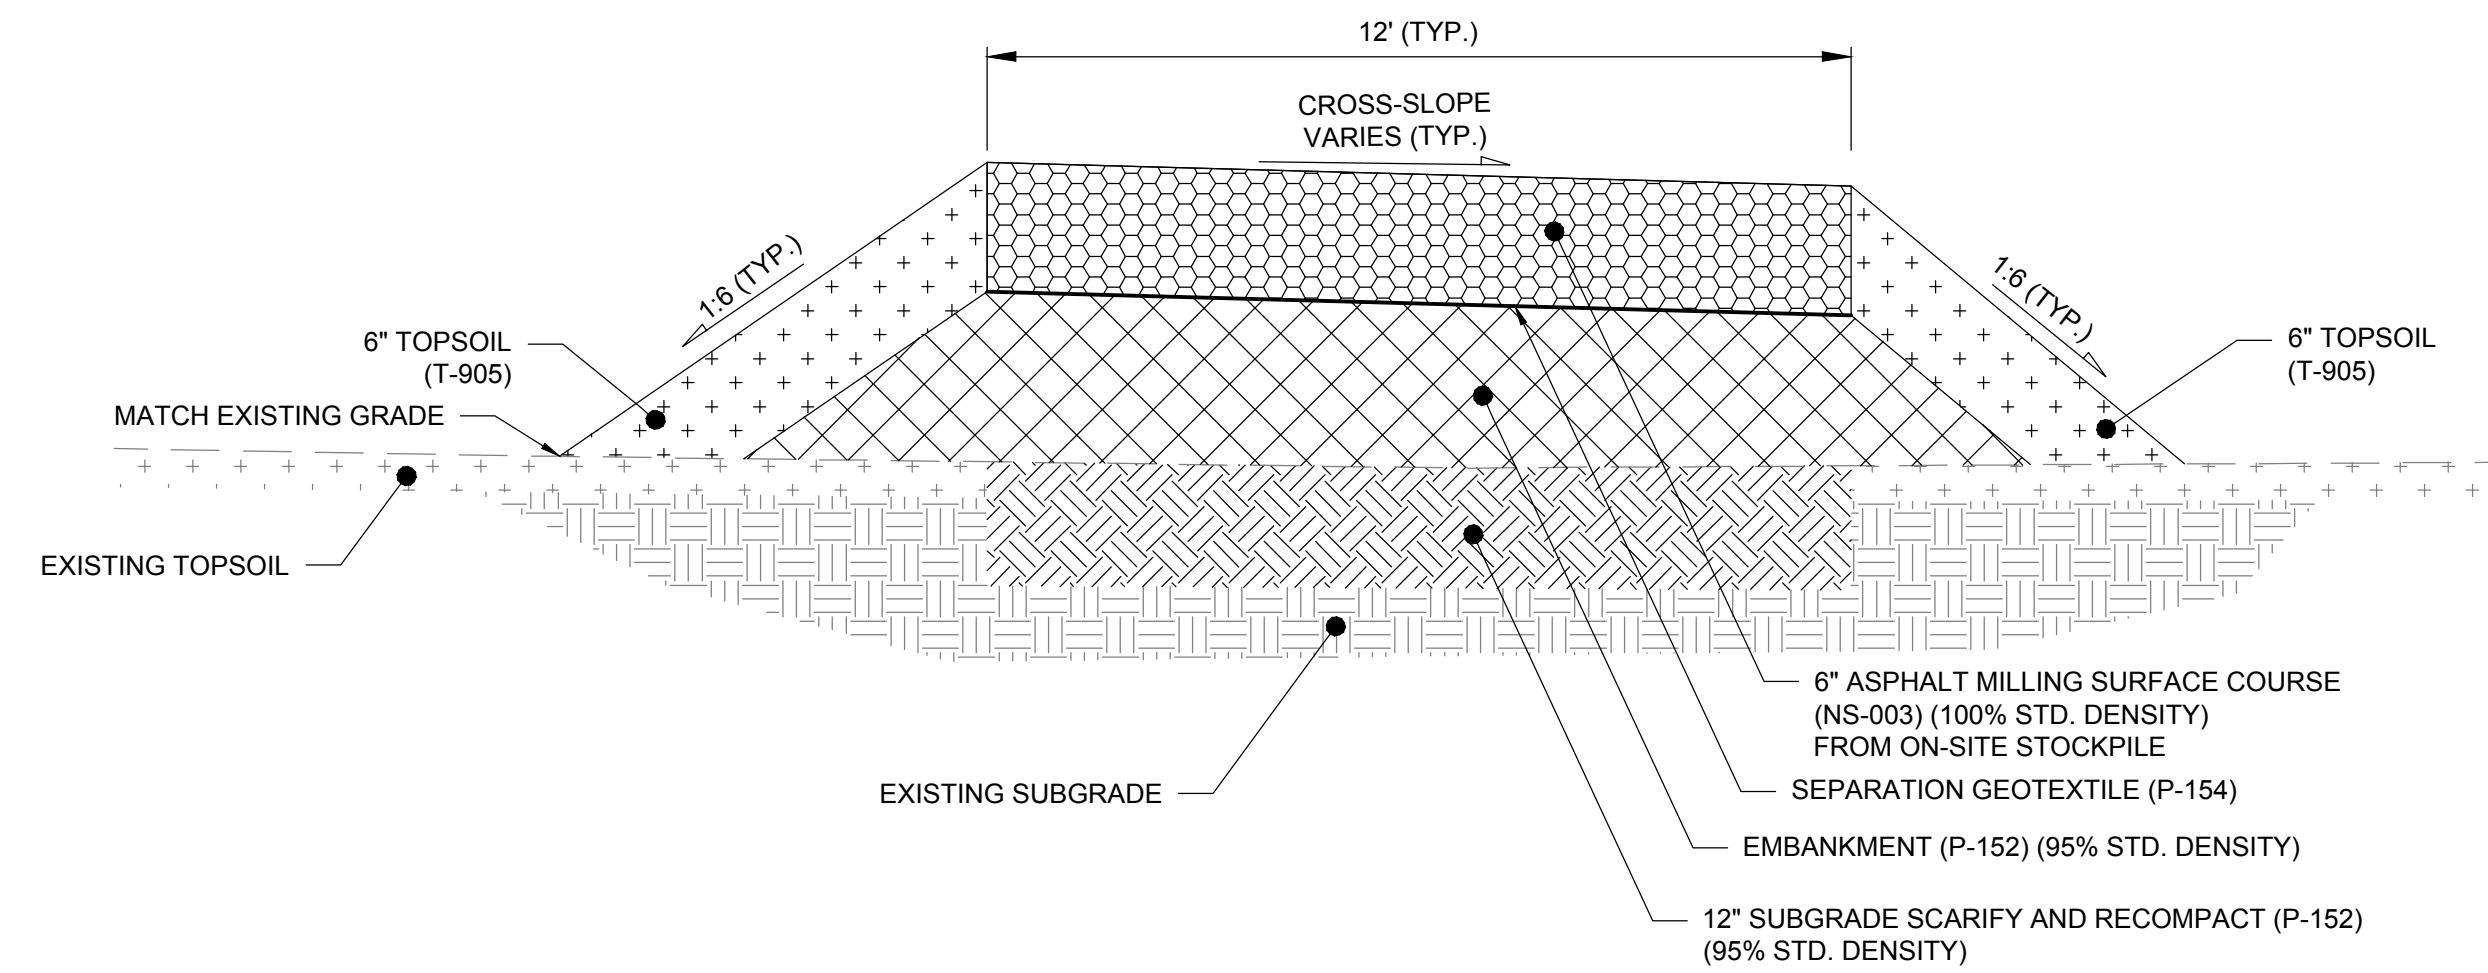 12' (TYP.)
CROSS-SLOPE
VARIES (TYP.)
1:6 (TYP.)
1:6 (TYP.)
6" TOPSOIL
(T-905)
6" TOPSOIL
(T-905)
MATCH EXISTING GRADE
EXISTING TOPSOIL
EXISTING SUBGRADE
6" ASPHALT MILLING SURFACE COURSE
(NS-003) (100% STD. DENSITY)
FROM ON-SITE STOCKPILE
SEPARATION GEOTEXTILE (P-154)
EMBANKMENT (P-152) (95% STD. DENSITY)
12" SUBGRADE SCARIFY AND RECOMPACT (P-152)
(95% STD. DENSITY)